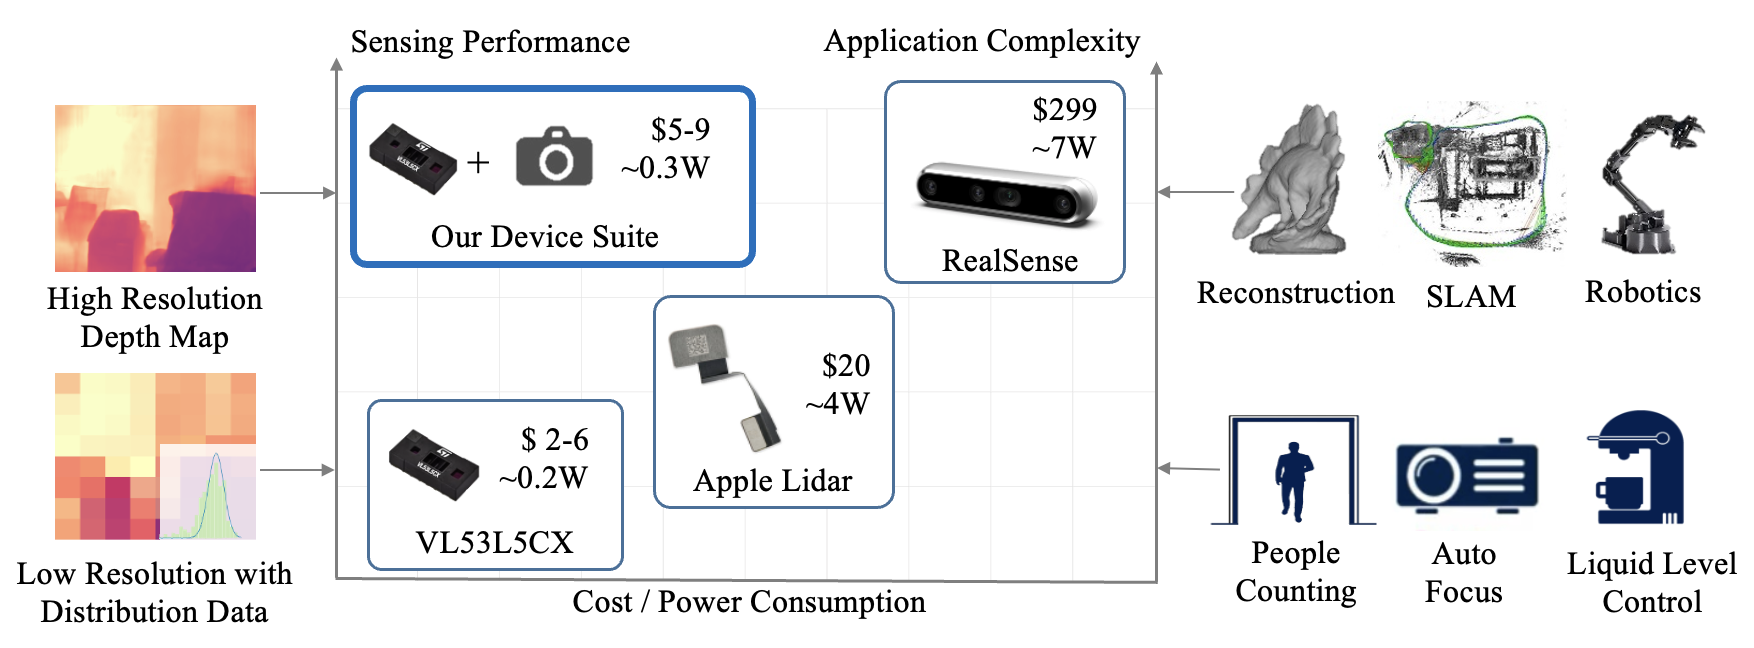 Sensing Performance
Application Complexity
$5-9
~0.3W
+
VL53L5CX
Our Device Suite
$299
~7W
RealSense
High Resolution
Depth Map
Reconstruction
SLAM
Robotics
$20
~4W
Apple Lidar
$ 2-6
~0.2W
VL53L5CX
VL53L5CX
Low Resolution with
Distribution Data
People
Counting
Auto
Focus
Liquid Level
Control
Cost / Power Consumption